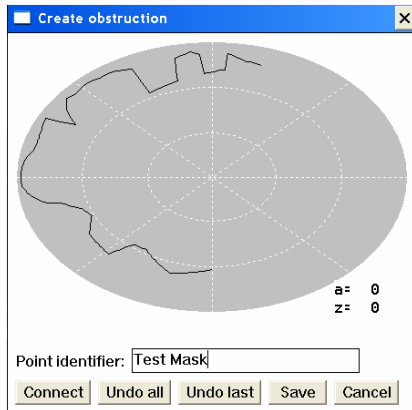 Create obstruction
a= 0
z= 0
Point identifier: Test Mask
Connect Undo all Undo last Save Cancel